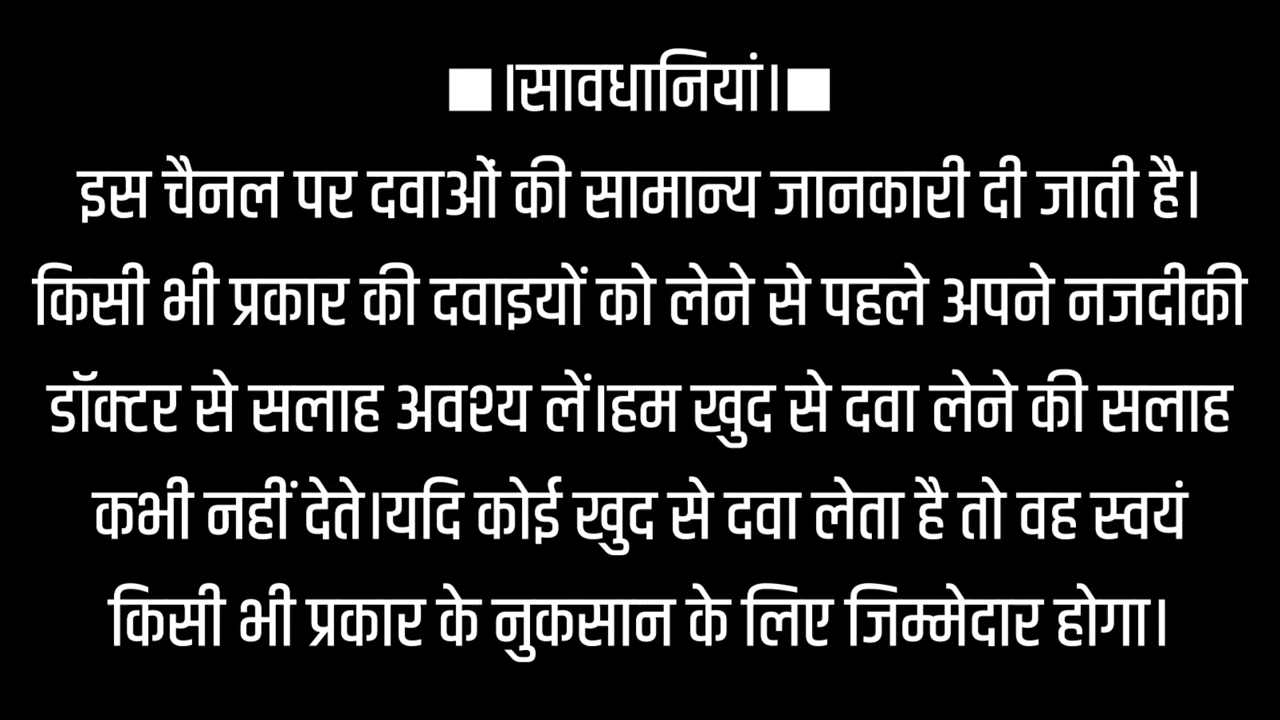 ■।सावधानियां।■
इस चैनल पर दवाओं की सामान्य जानकारी दी जाती है।
किसी भी प्रकार की दवाइयों को लेने से पहले अपने नजदीकी
डॉक्टर से सलाह अवश्य लें।हम खुद से दवा लेने की सलाह
कभी नहीं देते।यदि कोई खुद से दवा लेता है तो वह स्वयं
किसी भी प्रकार के नुकसान के लिए जिम्मेदार होगा।